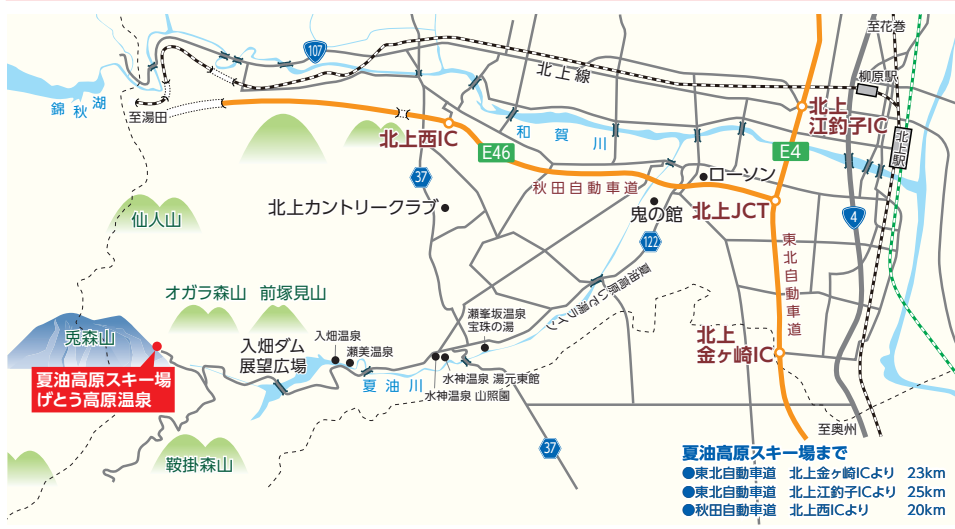 至花巻
107
北上線
柳原駅
錦秋湖
至湯田
北上
江釣子IC
北上西IC
和賀川
北上駅
E46
E4
37
秋田自動車道
ローソン
北上カントリークラブ
鬼の館
北上JCT
4
仙人山
122
東北自動車道
夏油高原いで湯ライン
オガラ森山
前塚見山
瀬峯坂温泉
宝珠の湯
兎森山
入畑ダム
展望広場
入畑温泉
瀬美温泉
北上
金ヶ崎IC
夏油高原スキー場
げとう高原温泉
夏油川
水神温泉 湯元東館
水神温泉 山照園
至奥州
鞍掛森山
37
夏油高原スキー場まで
●東北自動車道 北上金ヶ崎ICより 23km
●東北自動車道 北上江釣子ICより 25km
●秋田自動車道 北上西ICより 20km